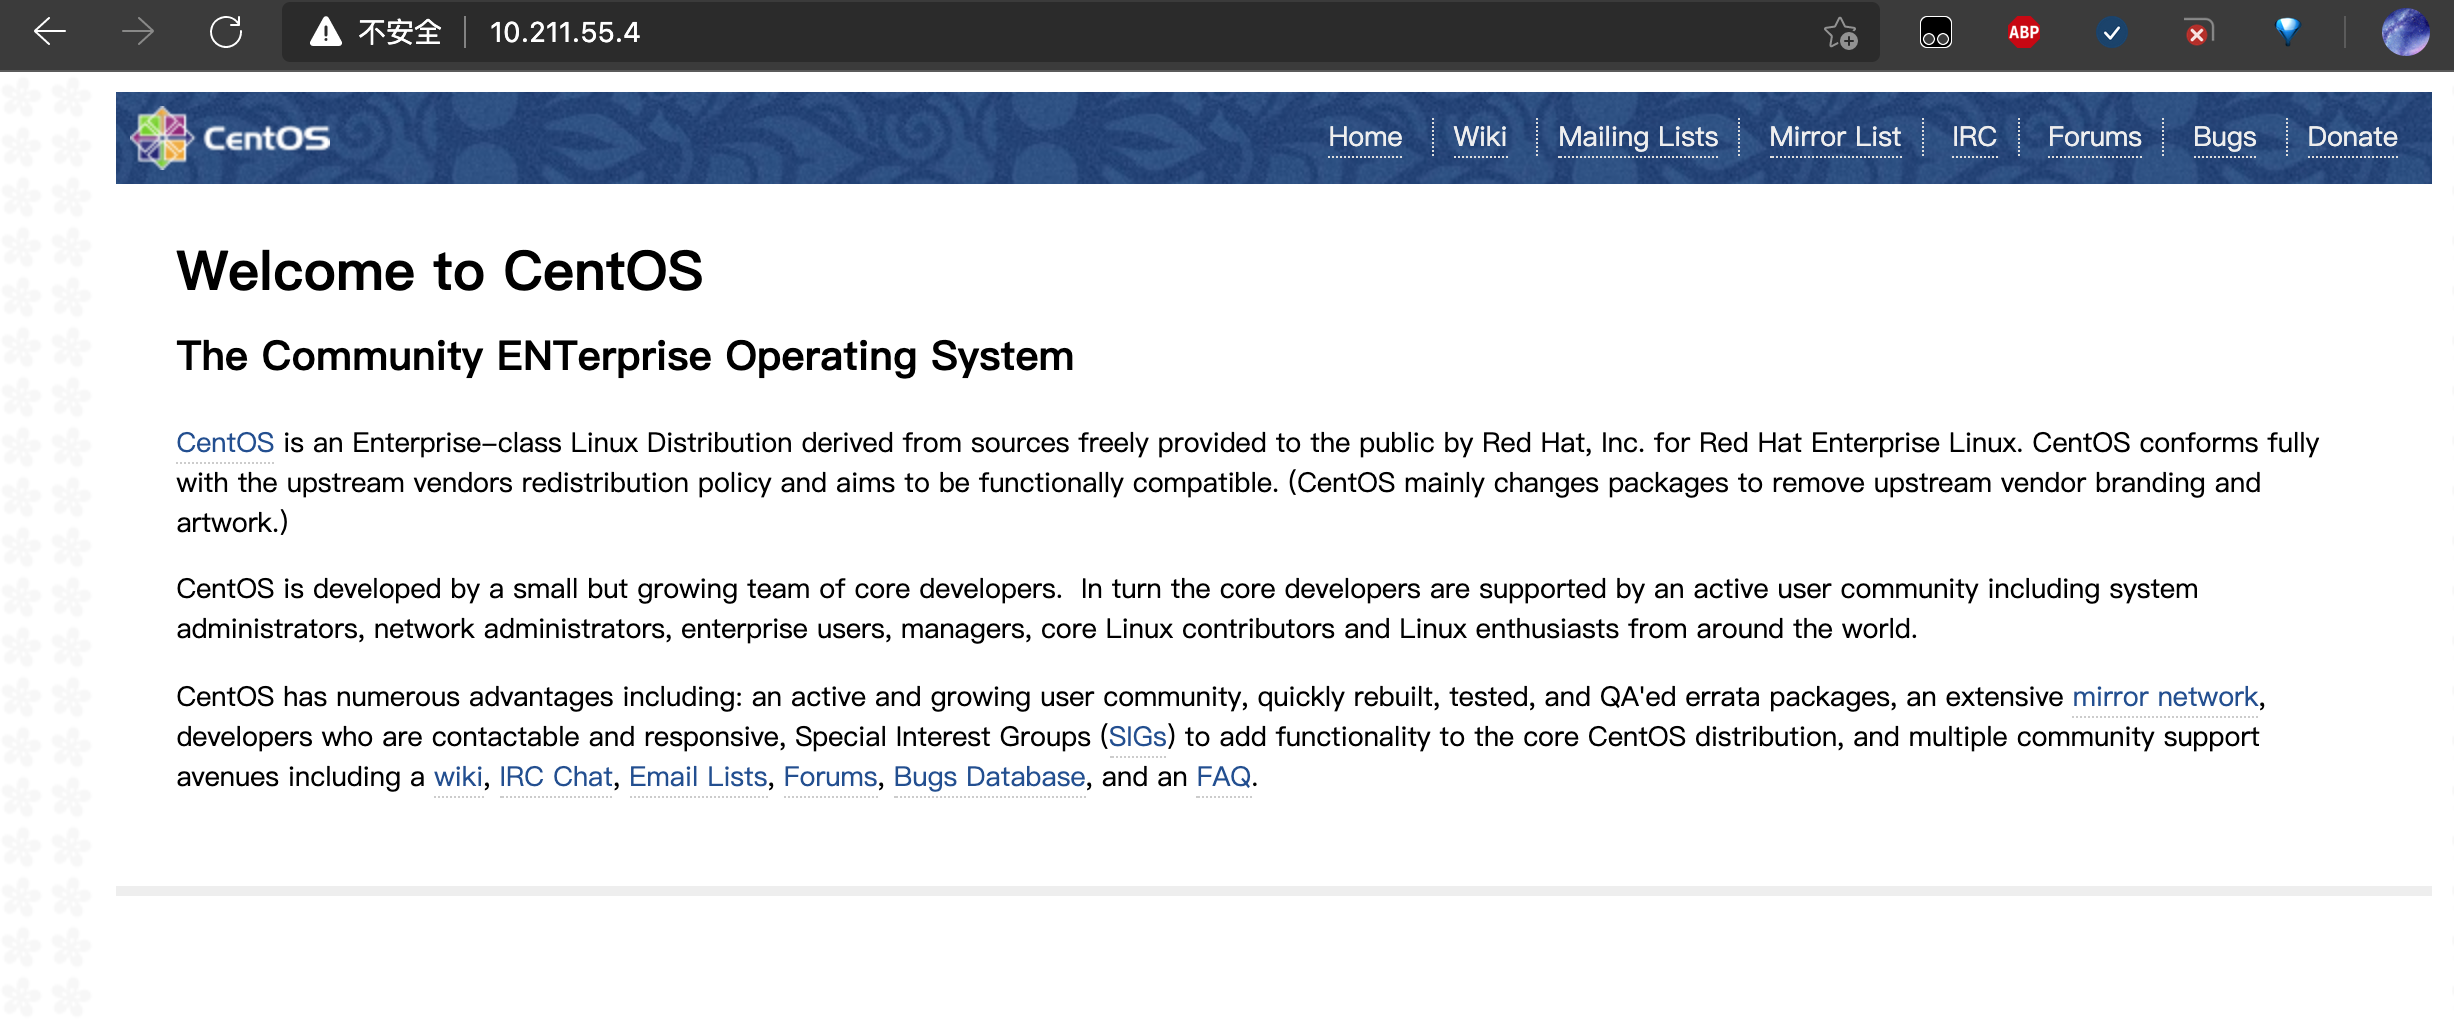 不安全 10.211.55.4 ABP
CentOS Home Wiki Mailing Lists Mirror List IRC Forums Bugs Donate
Welcome to CentOS
The Community ENTerprise Operating System
CentOS is an Enterprise-class Linux Distribution derived from sources freely provided to the public by Red Hat, Inc. for Red Hat Enterprise Linux. CentOS conforms fully
with the upstream vendors redistribution policy and aims to be functionally compatible. (CentOS mainly changes packages to remove upstream vendor branding and
artwork.)
CentOS is developed by a small but growing team of core developers.  In turn the core developers are supported by an active user community including system
administrators, network administrators, enterprise users, managers, core Linux contributors and Linux enthusiasts from around the world.
CentOS has numerous advantages including: an active and growing user community, quickly rebuilt, tested, and QA'ed errata packages, an extensive mirror network,
developers who are contactable and responsive, Special Interest Groups (SIGs) to add functionality to the core CentOS distribution, and multiple community support
avenues including a wiki, IRC Chat, Email Lists, Forums, Bugs Database, and an FAQ.